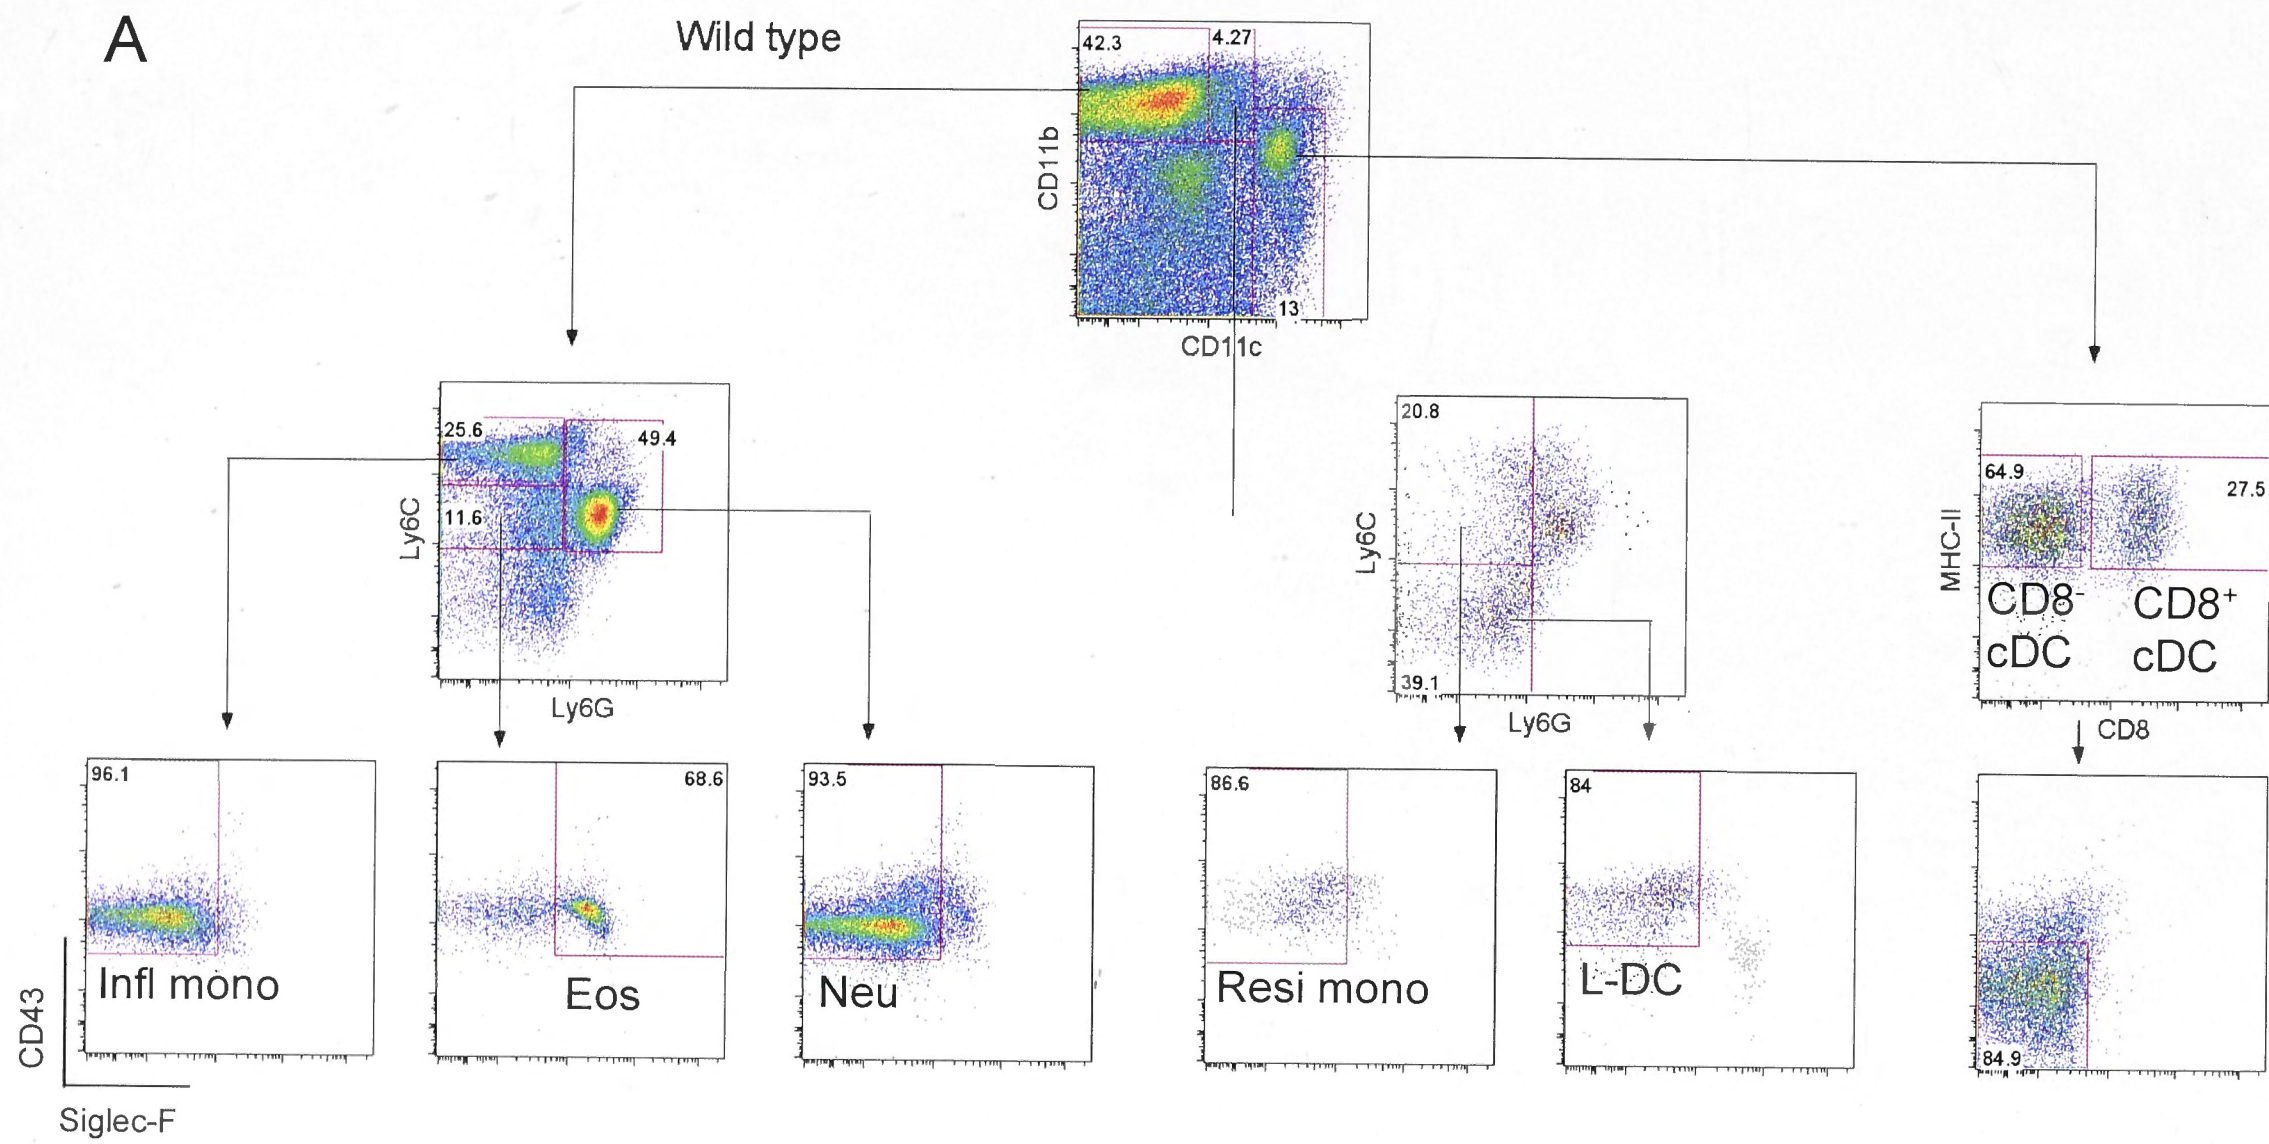 A
Wild type
42.3
4.27
CD11b
13
CD11c
25.6
49.4
11.6
Ly6C
Ly6G
20.8
Ly6C
39.1
Ly6G
64.9
27.5
MHC-II
CD8- CD8+
cDC cDC
CD8
96.1
Infl mono
68.6
Eos
93.5
Neu
86.6
Resi mono
84
L-DC
84.9
CD43
Siglec-F